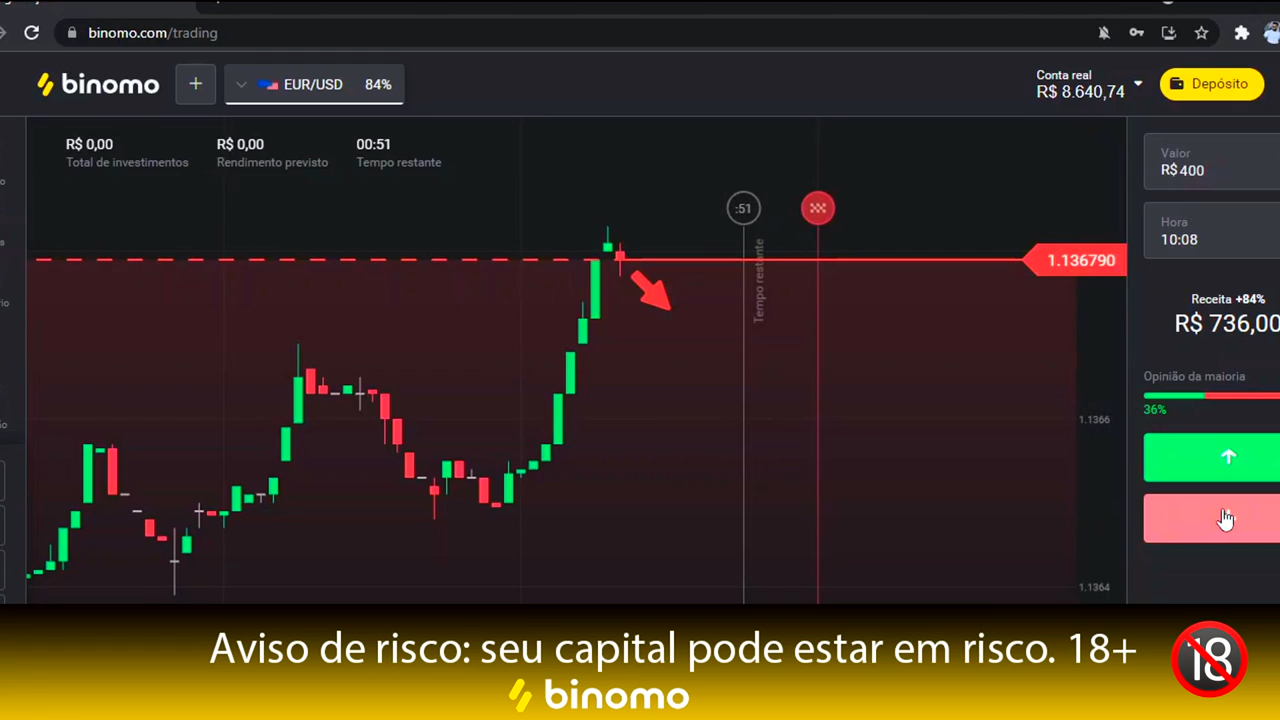 binomo.com/trading
binomo
+
EUR/USD 84%
Conta real
R$ 8.640,74
Depósito
R$ 0,00
Total de investimentos
R$ 0,00
Rendimento previsto
00:51
Tempo restante
Valor
R$400
Hora
10:08
:51
Tempo restante
1.136790
Receita +84%
R$ 736,00
Opinião da maioria
36%
1.1366
1.1364
Aviso de risco: seu capital pode estar em risco. 18+
binomo
18